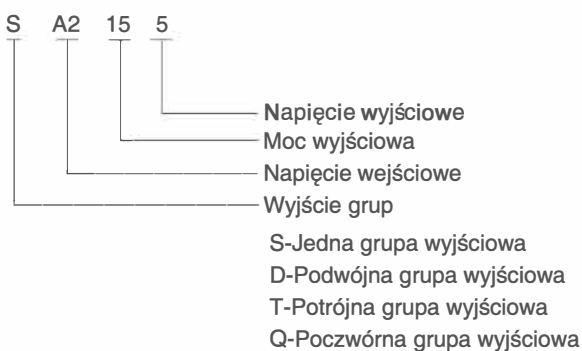 S A2 15 5
Napięcie wyjściowe
Moc wyjściowa
Napięcie wejściowe
Wyjście grup
S-Jedna grupa wyjściowa
D-Podwójna grupa wyjściowa
T-Potrójna grupa wyjściowa
Q-Poczwórna grupa wyjściowa